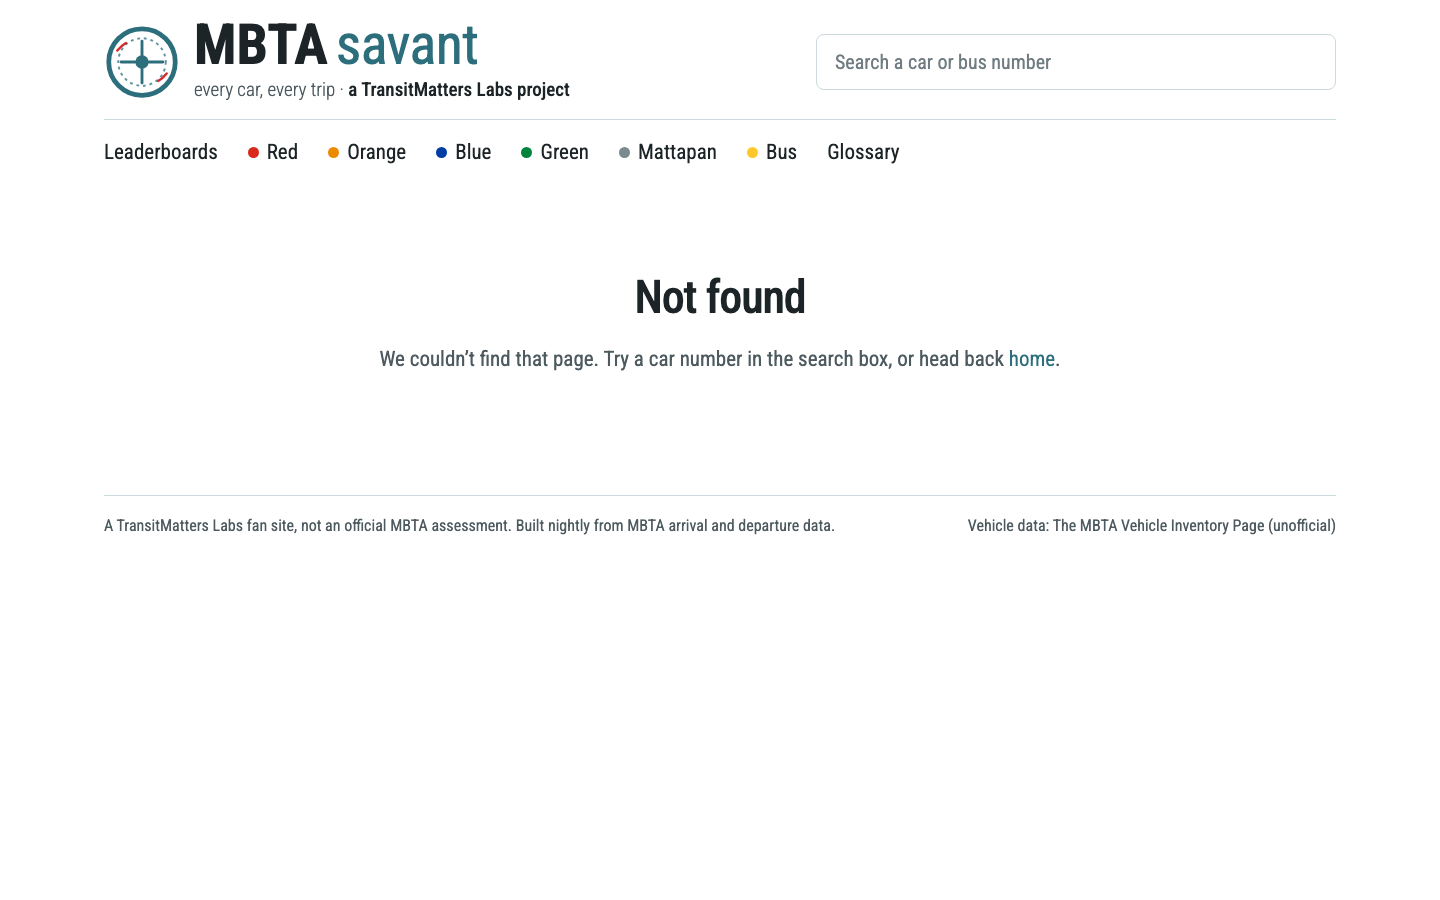 MBTA savant
every car, every trip · a TransitMatters Labs project
Search a car or bus number
Leaderboards Red Orange Blue Green Mattapan Bus Glossary
Not found
We couldn’t find that page. Try a car number in the search box, or head back home.
A TransitMatters Labs fan site, not an official MBTA assessment. Built nightly from MBTA arrival and departure data.
Vehicle data: The MBTA Vehicle Inventory Page (unofficial)